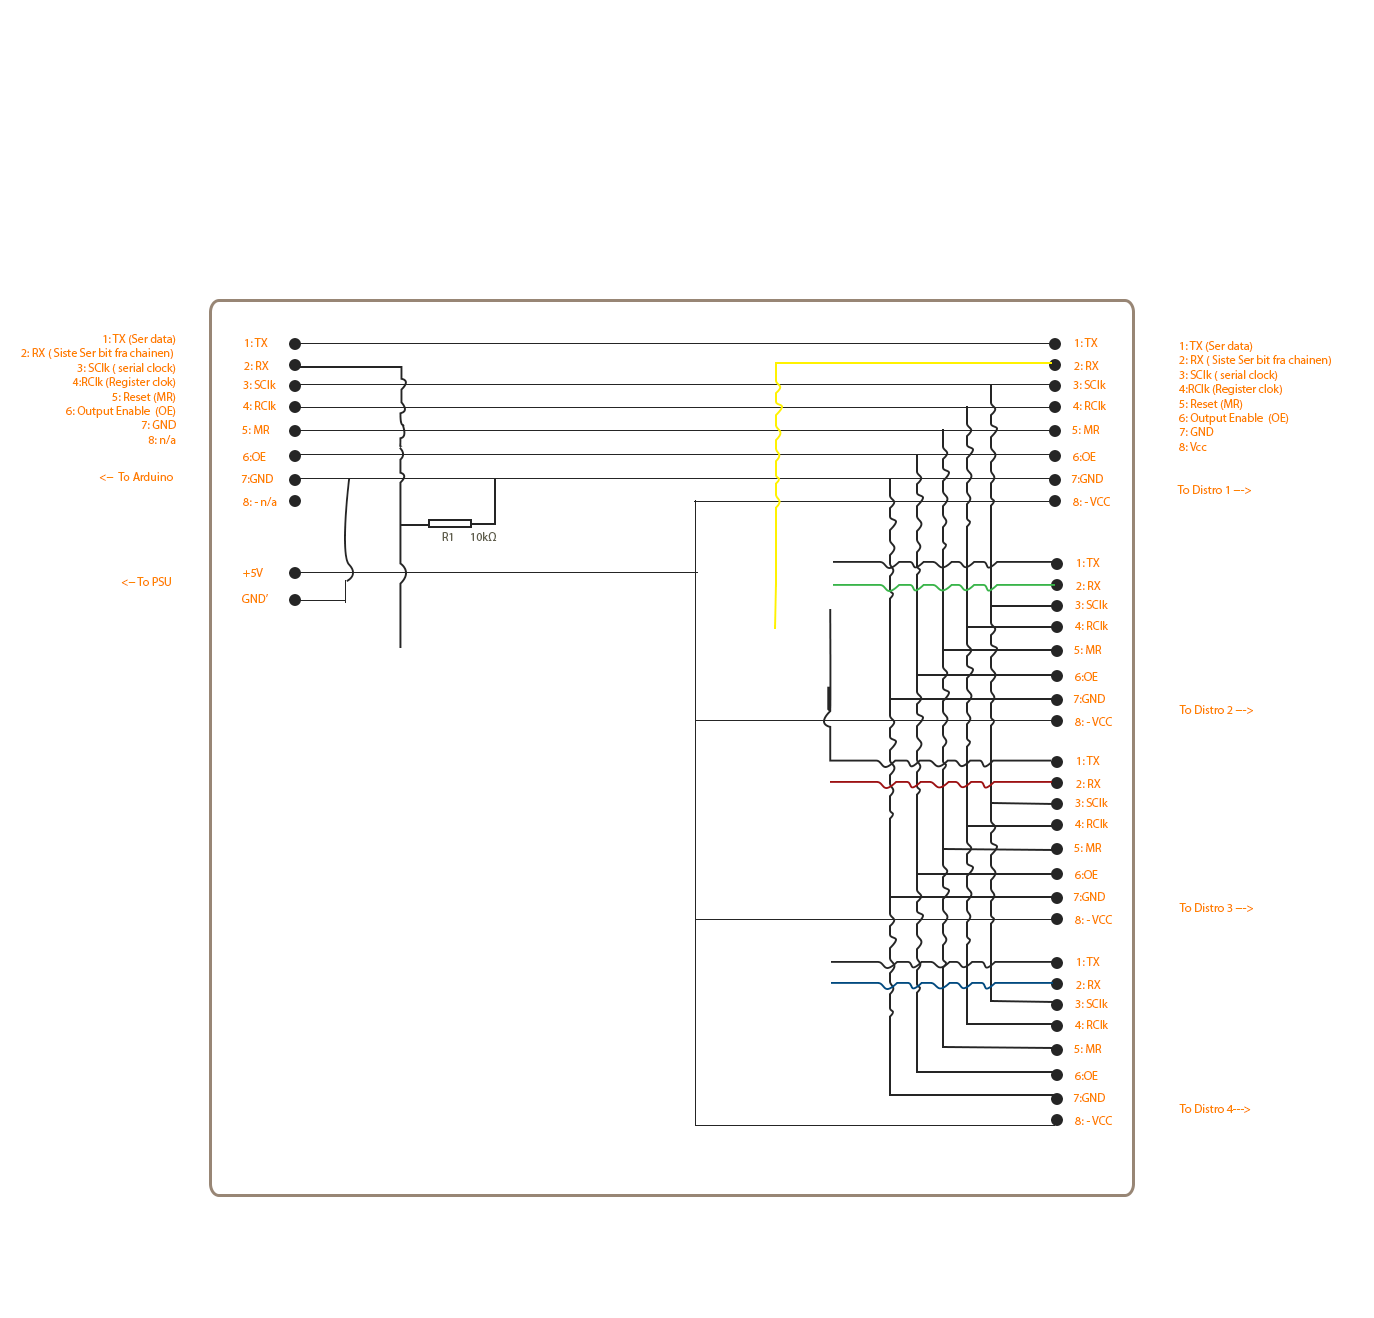 1: TX (Ser data)
2: RX ( Siste Ser bit fra chainen)
3: SClk ( serial clock)
4:RClk (Register clok)
5: Reset (MR)
6: Output Enable (OE)
7: GND
8: n/a
<-- To Arduino
<-- To PSU
1: TX
2: RX
3: SClk
4: RClk
5: MR
6:OE
7:GND
8: - n/a
+5V
GND'
R1 10kΩ
1: TX
2: RX
3: SClk
4: RClk
5: MR
6:OE
7:GND
8: - VCC
1: TX
2: RX
3: SClk
4: RClk
5: MR
6:OE
7:GND
8: - VCC
1: TX
2: RX
3: SClk
4: RClk
5: MR
6:OE
7:GND
8: - VCC
1: TX
2: RX
3: SClk
4: RClk
5: MR
6:OE
7:GND
8: - VCC
1: TX (Ser data)
2: RX ( Siste Ser bit fra chainen)
3: SClk ( serial clock)
4:RClk (Register clok)
5: Reset (MR)
6: Output Enable (OE)
7: GND
8: Vcc
To Distro 1 --->
To Distro 2 --->
To Distro 3 --->
To Distro 4--->